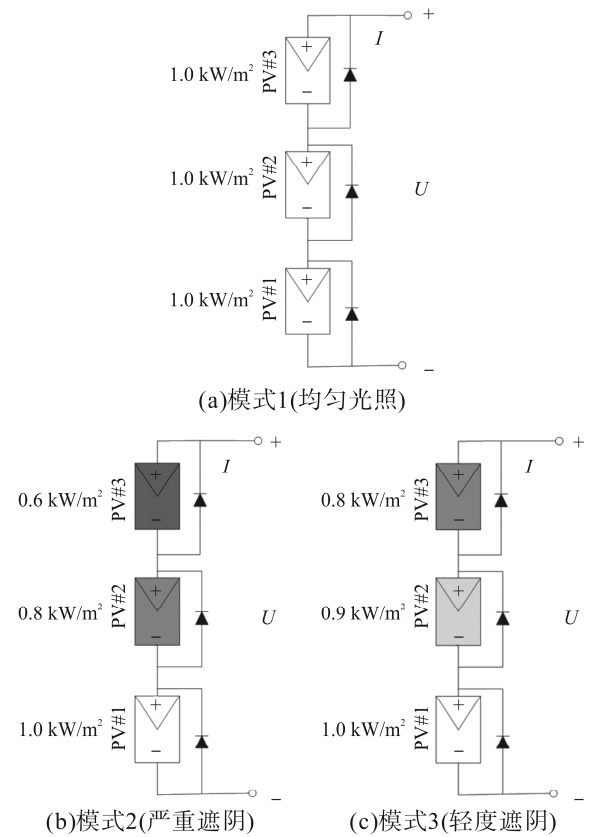 +
I
1.0 kW/m²
PV#3
+
−
1.0 kW/m²
PV#2
+
−
U
1.0 kW/m²
PV#1
+
−
−
(a)模式1(均匀光照)
+
I
0.6 kW/m²
PV#3
+
−
0.8 kW/m²
PV#2
+
−
U
1.0 kW/m²
PV#1
+
−
−
(b)模式2(严重遮阴)
+
I
0.8 kW/m²
PV#3
+
−
0.9 kW/m²
PV#2
+
−
U
1.0 kW/m²
PV#1
+
−
−
(c)模式3(轻度遮阴)